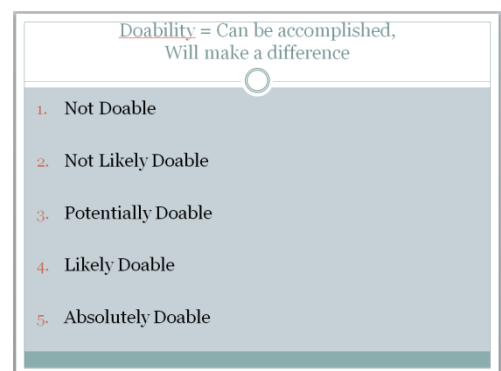 Doability = Can be accomplished,
Will make a difference
1. Not Doable
2. Not Likely Doable
3. Potentially Doable
4. Likely Doable
5. Absolutely Doable